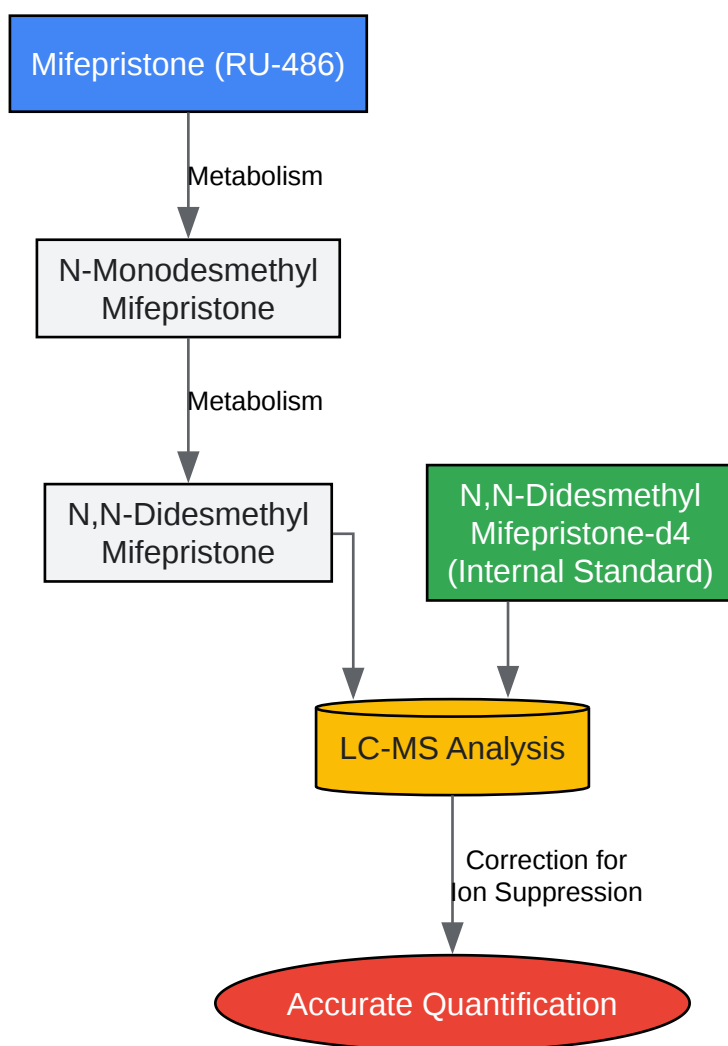 Mifepristone (RU-486)
Metabolism
N-Monodesmethyl
Mifepristone
Metabolism
N,N-Didesmethyl
Mifepristone
N,N-Didesmethyl
Mifepristone-d4
(Internal Standard)
LC-MS Analysis
Correction for
Ion Suppression
Accurate Quantification